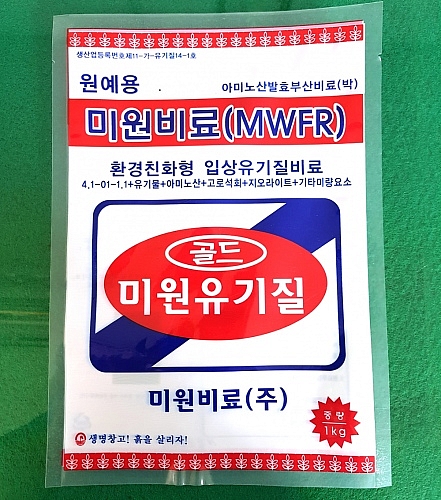 생산업등록번호제11-가-유기질14-1호
원예용
아미노산발효부산비료(박)
미원비료(MWFR)
환경친화형 입상유기질비료
4.1-01-1.1+유기물+아미노산+고로석회+지오라이트+기타미량요소
골드
미원유기질
미원비료(주)
중량
1kg
생명창고! 흙을 살리자!